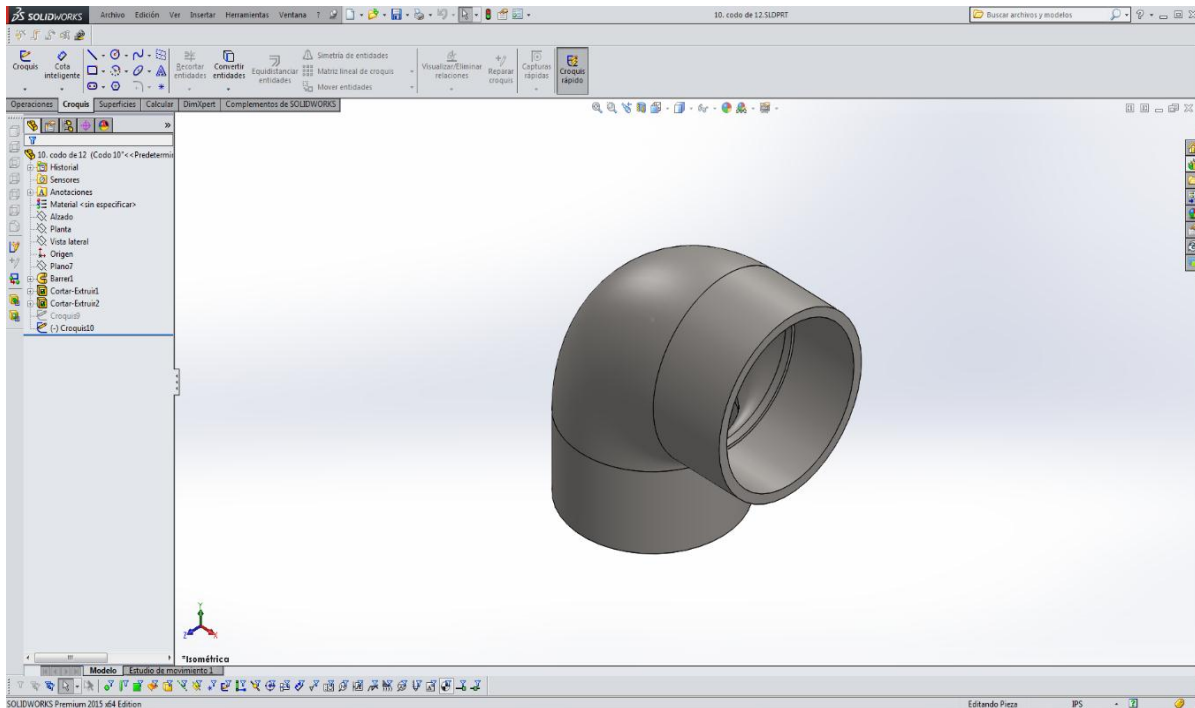 SOLIDWORKS Archivo Edición Ver Insertar Herramientas Ventana ? 10. codo de 12.SLDPRT Buscar archivos y modelos ?
Croquis Cota inteligente Recortar entidades Convertir entidades Equidistanciar entidades Simetría de entidades Matriz lineal de croquis Mover entidades Visualizar/Eliminar relaciones Reparar croquis Capturas rápidas Croquis rápido
Operaciones Croquis Superficies Calcular DimXpert Complementos de SOLIDWORKS
10. codo de 12 (Codo 10"<<Predetermi
Historial
Sensores
Anotaciones
Material <sin especificar>
Alzado
Planta
Vista lateral
Origen
Plano7
Barrer1
Cortar-Extruir1
Cortar-Extruir2
Croquis9
(-) Croquis10
Y
Z X
*Isométrica
Modelo Estudio de movimiento 1
SOLIDWORKS Premium 2015 x64 Edition Editando Pieza IPS